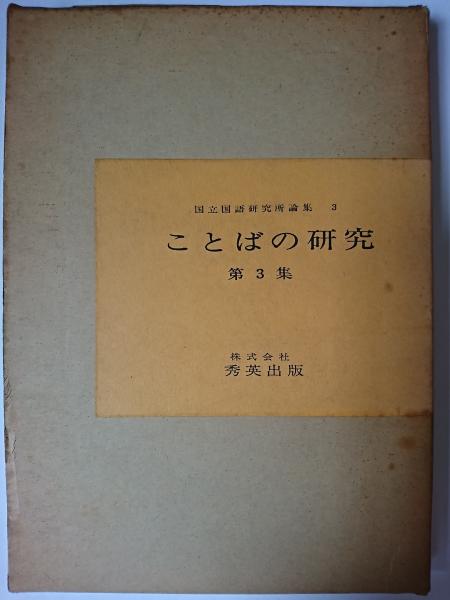 国立国語研究所論集 3
ことばの研究
第3集
株式会社
秀英出版